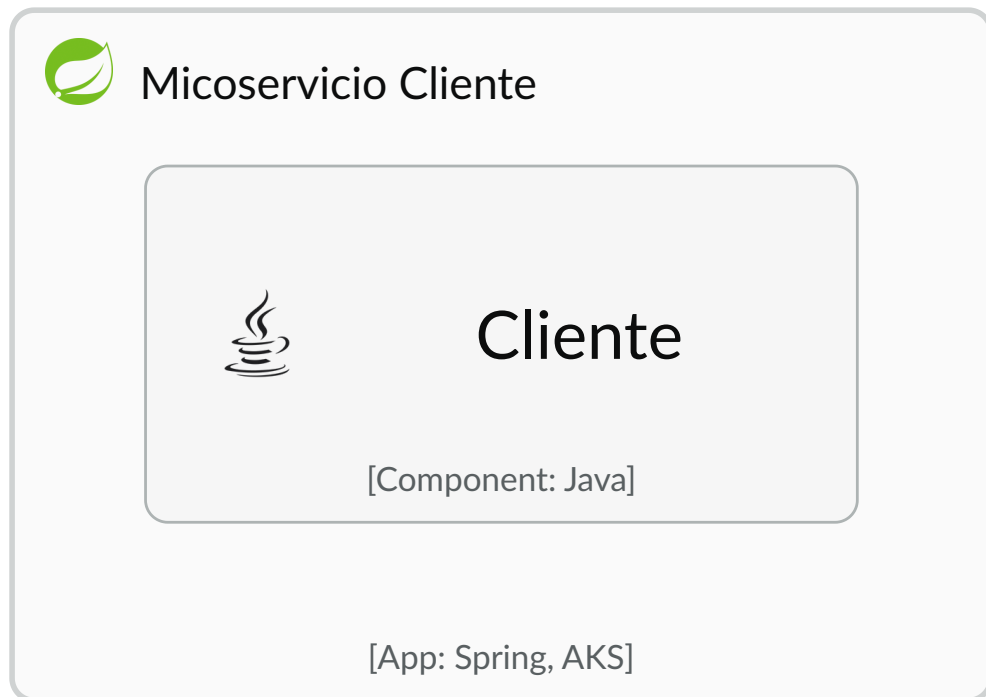 Micoservicio Cliente
Cliente
[Component: Java]
[App: Spring, AKS]